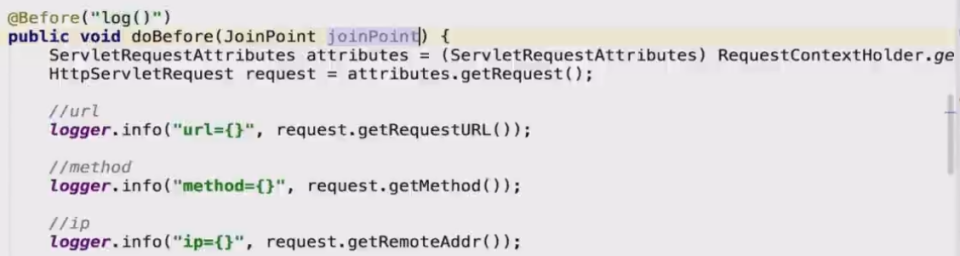 @Before("log()")
public void doBefore(JoinPoint joinPoint) {
ServletRequestAttributes attributes = (ServletRequestAttributes) RequestContextHolder.ge
HttpServletRequest request = attributes.getRequest();
//url
logger.info("url={}", request.getRequestURL());
//method
logger.info("method={}", request.getMethod());
//ip
logger.info("ip={}", request.getRemoteAddr());